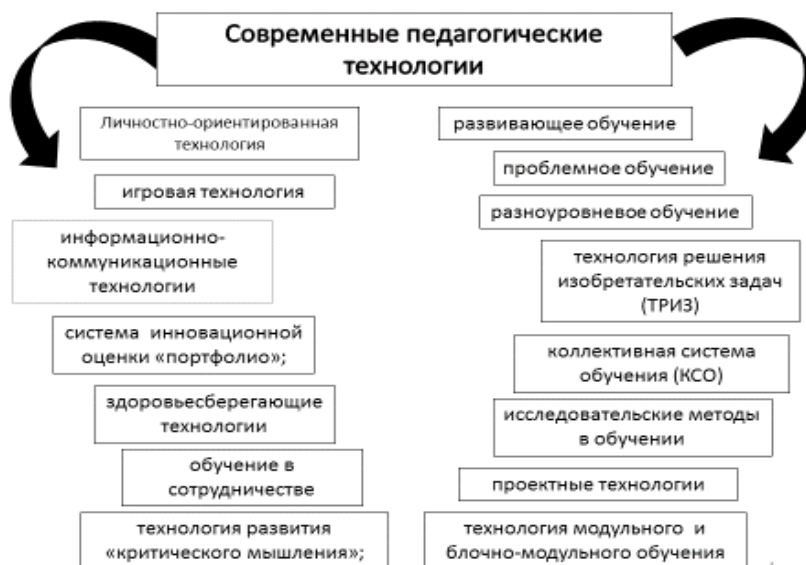 Современные педагогические
технологии
Личностно-ориентированная
технология
игровая технология
информационно-
коммуникационные
технологии
система инновационной
оценки «портфолио»;
здоровьесберегающие
технологии
обучение в
сотрудничестве
технология развития
«критического мышления»;
развивающее обучение
проблемное обучение
разноуровневое обучение
технология решения
изобретательских задач
(ТРИЗ)
коллективная система
обучения (КСО)
исследовательские методы
в обучении
проектные технологии
технология модульного и
блочно-модульного обучения